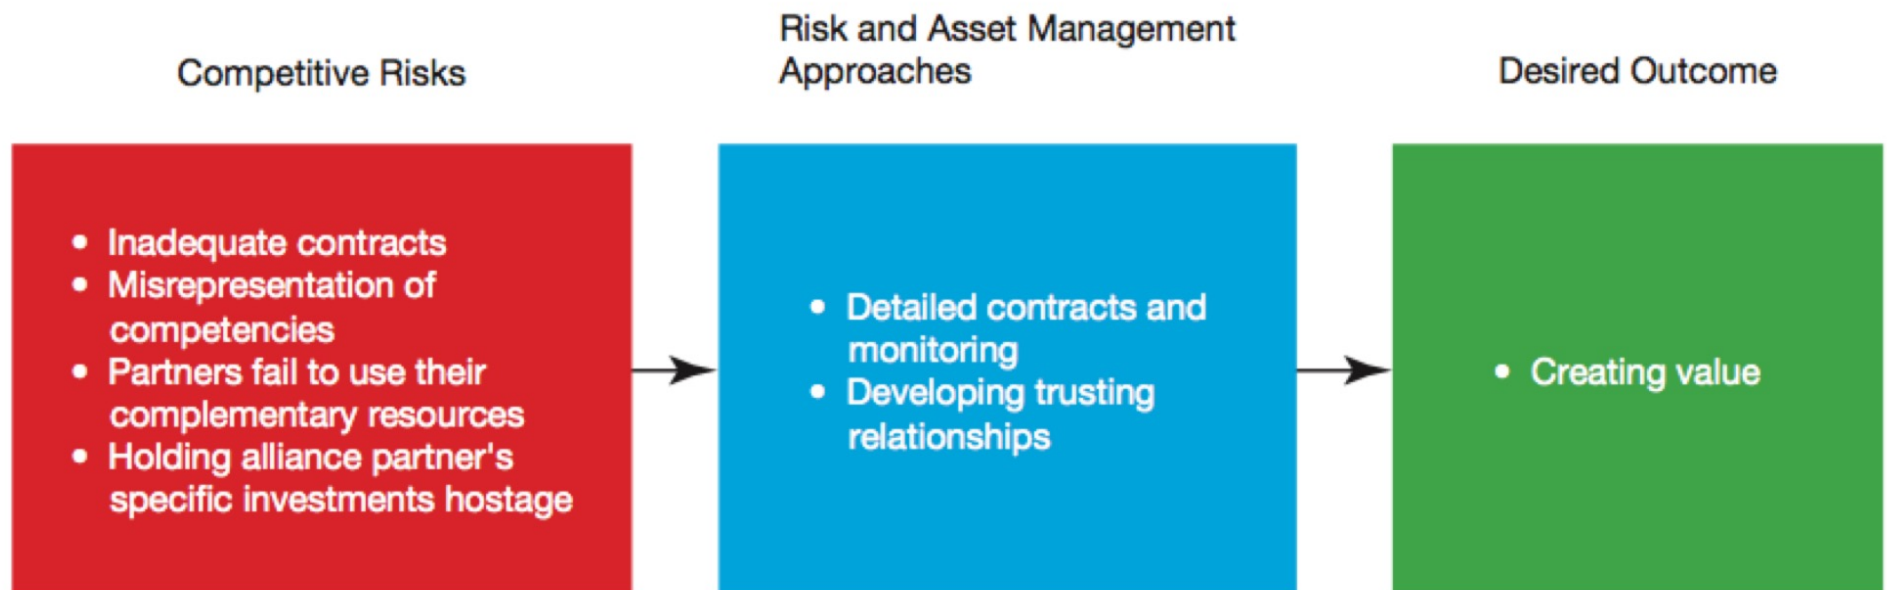 Competitive Risks
Risk and Asset Management
Approaches
Desired Outcome
• Inadequate contracts
• Misrepresentation of
competencies
• Partners fail to use their
complementary resources
• Holding alliance partner's
specific investments hostage
• Detailed contracts and
monitoring
• Developing trusting
relationships
• Creating value